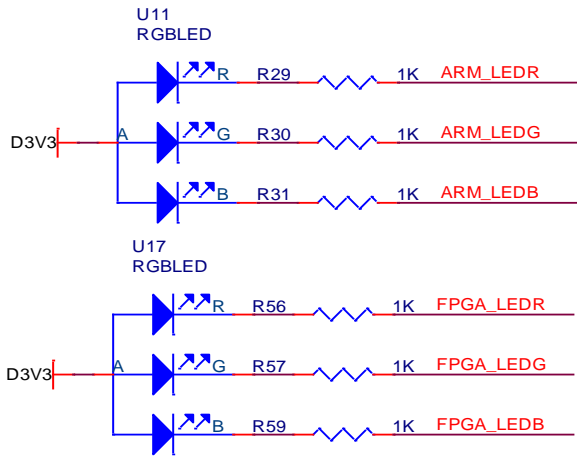 U11
RGBLED
R R29 1K ARM_LEDR
D3V3 A G R30 1K ARM_LEDG
B R31 1K ARM_LEDB
U17
RGBLED
R R56 1K FPGA_LEDR
D3V3 A G R57 1K FPGA_LEDG
B R59 1K FPGA_LEDB